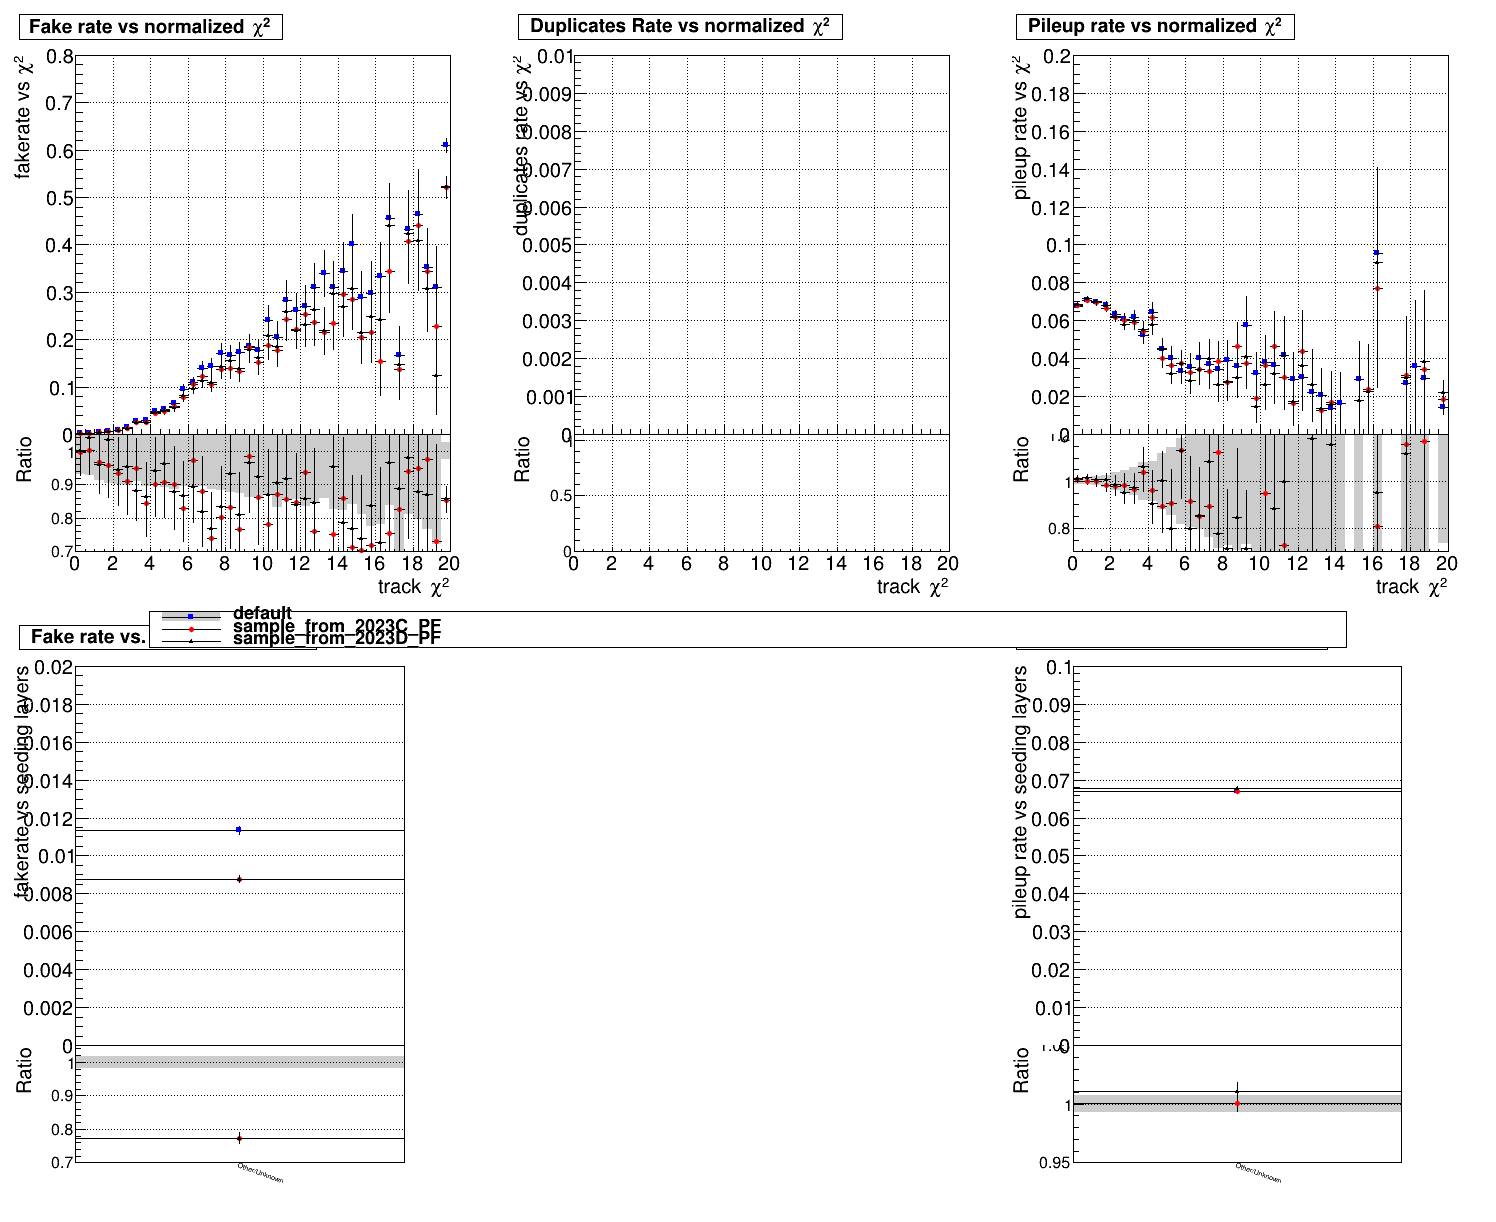 Fake rate vs normalized χ²
Duplicates Rate vs normalized χ²
Pileup rate vs normalized χ²
fakerate vs χ²
0.8
0.7
0.6
0.5
0.4
0.3
0.2
0.1
0
Ratio
1
0.9
0.8
0.7
0 2 4 6 8 10 12 14 16 18 20
track χ²
duplicates rate vs χ²
0.01
0.009
0.008
0.007
0.006
0.005
0.004
0.003
0.002
0.001
0
Ratio
1
0.5
0
0 2 4 6 8 10 12 14 16 18 20
track χ²
pileup rate vs χ²
0.2
0.18
0.16
0.14
0.12
0.1
0.08
0.06
0.04
0.02
0
Ratio
1
0.8
0 2 4 6 8 10 12 14 16 18 20
track χ²
default
sample_from_2023C_PF
sample_from_2023D_PF
Fake rate vs.
fakerate vs seeding layers
0.02
0.018
0.016
0.014
0.012
0.01
0.008
0.006
0.004
0.002
0
Ratio
1
0.9
0.8
0.7
Other/Unknown
pileup rate vs seeding layers
0.1
0.09
0.08
0.07
0.06
0.05
0.04
0.03
0.02
0.01
0
Ratio
1
0.95
Other/Unknown